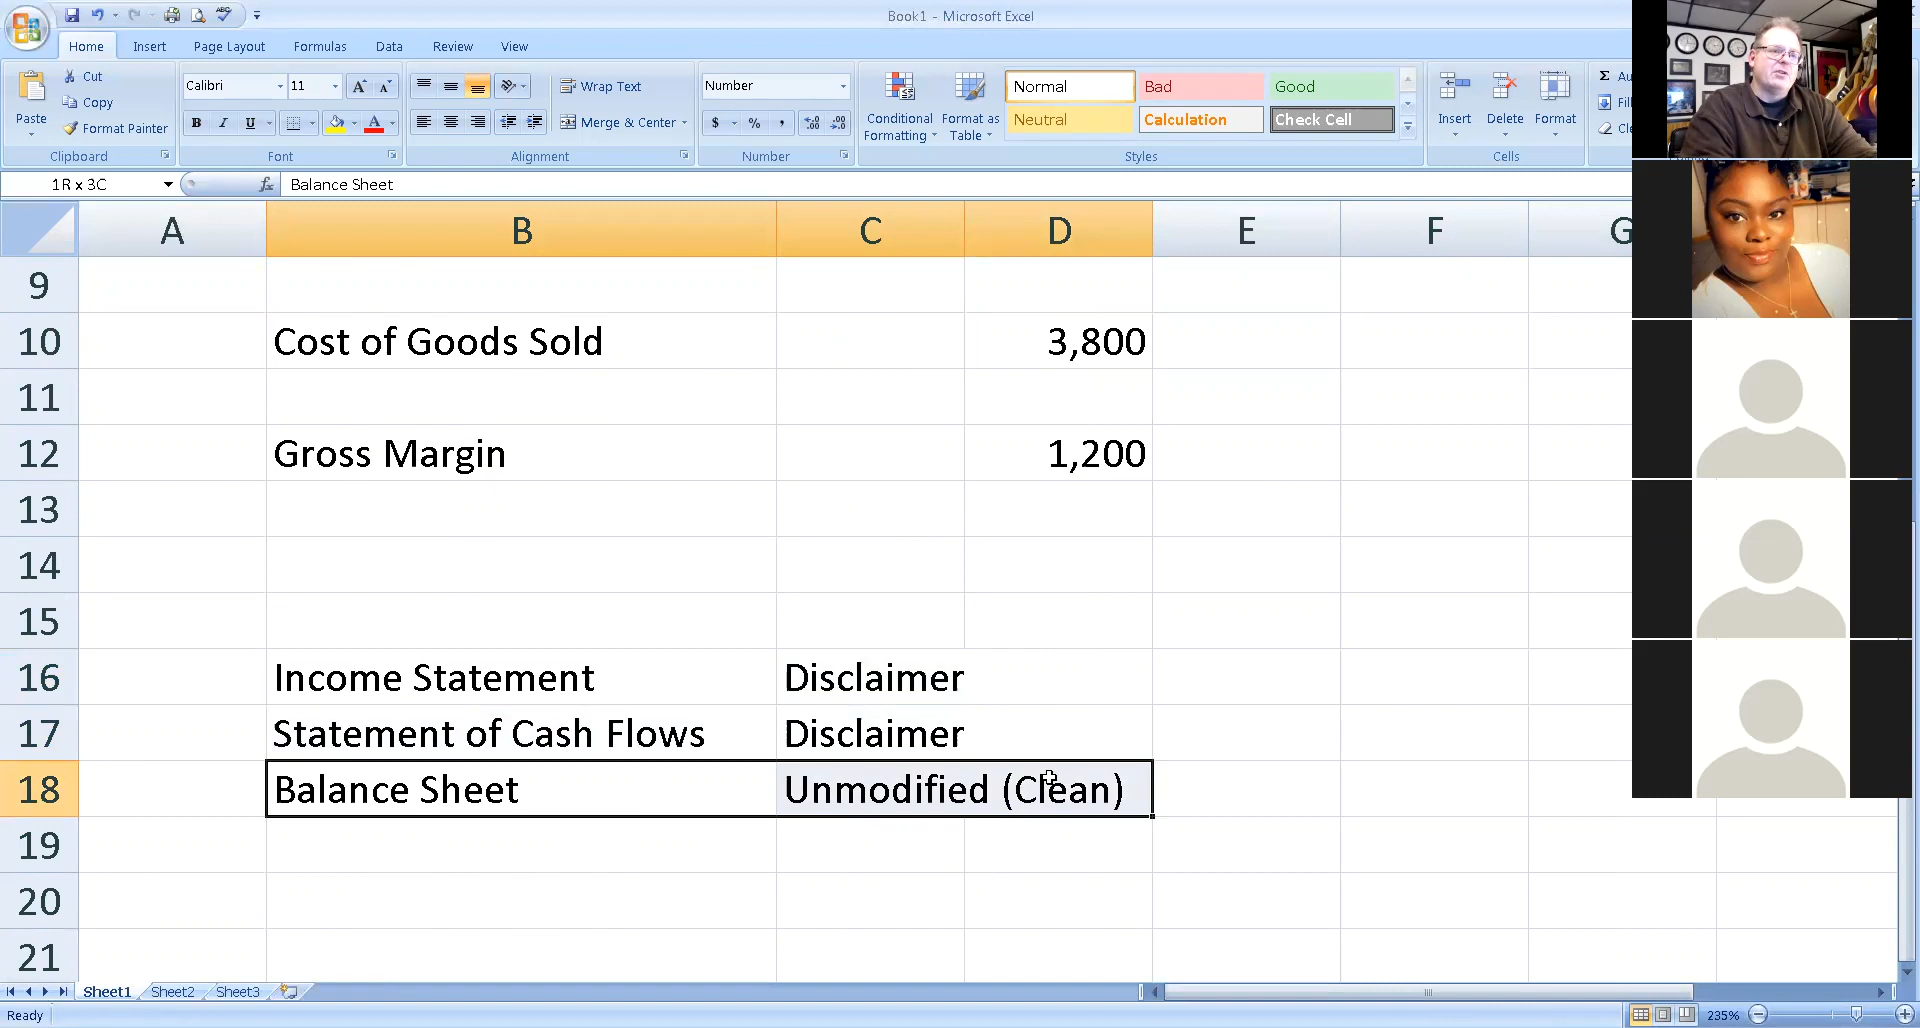 Book1 - Microsoft Excel
Home Insert Page Layout Formulas Data Review View
Paste
Cut
Copy
Format Painter
Clipboard
Calibri 11
B I U
Font
Wrap Text
Merge & Center
Alignment
Number
$ % ,
Number
Conditional Formatting
Format as Table
Normal Bad Good
Neutral Calculation Check Cell
Styles
Insert Delete Format
Cells
Σ Au
Fil
Cle
1R x 3C fx Balance Sheet
A B C D E F G
9
10 Cost of Goods Sold 3,800
11
12 Gross Margin 1,200
13
14
15
16 Income Statement Disclaimer
17 Statement of Cash Flows Disclaimer
18 Balance Sheet Unmodified (Clean)
19
20
21
Sheet1 Sheet2 Sheet3
Ready 235%